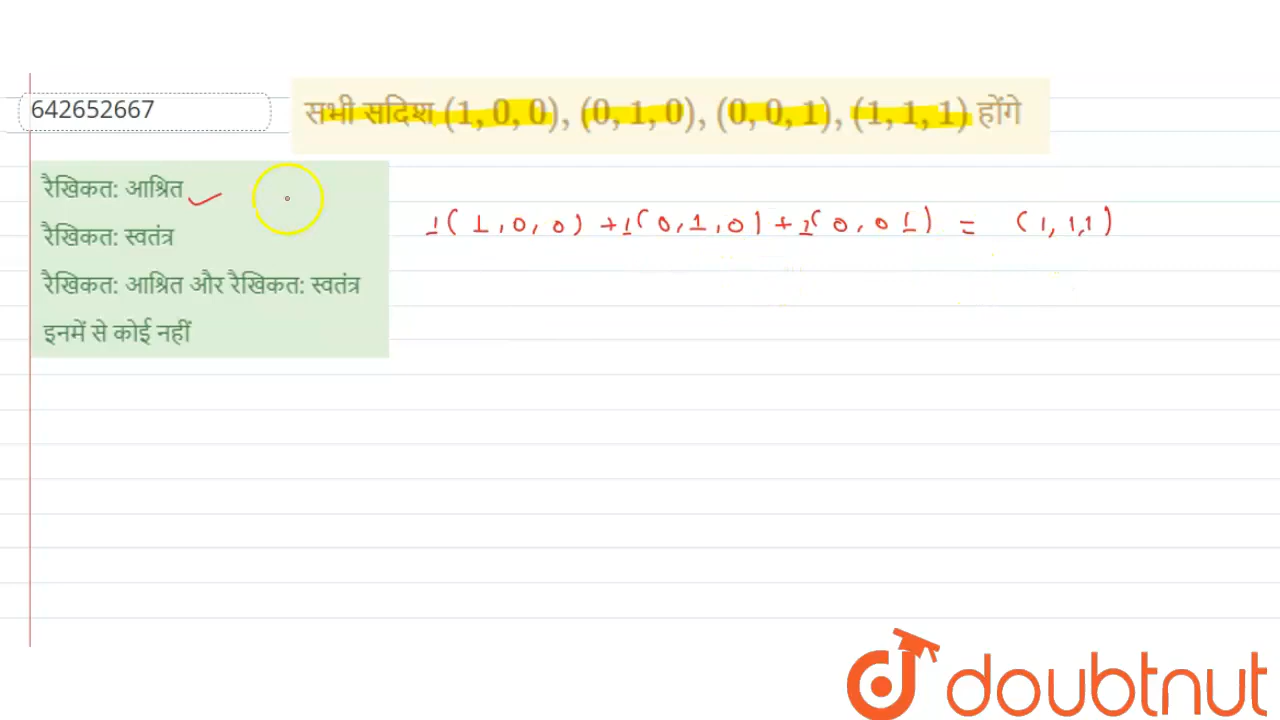 642652667
सभी सदिश (1, 0, 0), (0, 1, 0), (0, 0, 1), (1, 1, 1) होंगे
रैखिकत: आश्रित
रैखिकत: स्वतंत्र
रैखिकत: आश्रित और रैखिकत: स्वतंत्र
इनमें से कोई नहीं
1(1,0,0) +1(0,1,0) +1(0,0 1) = (1,1,1)
doubtnut